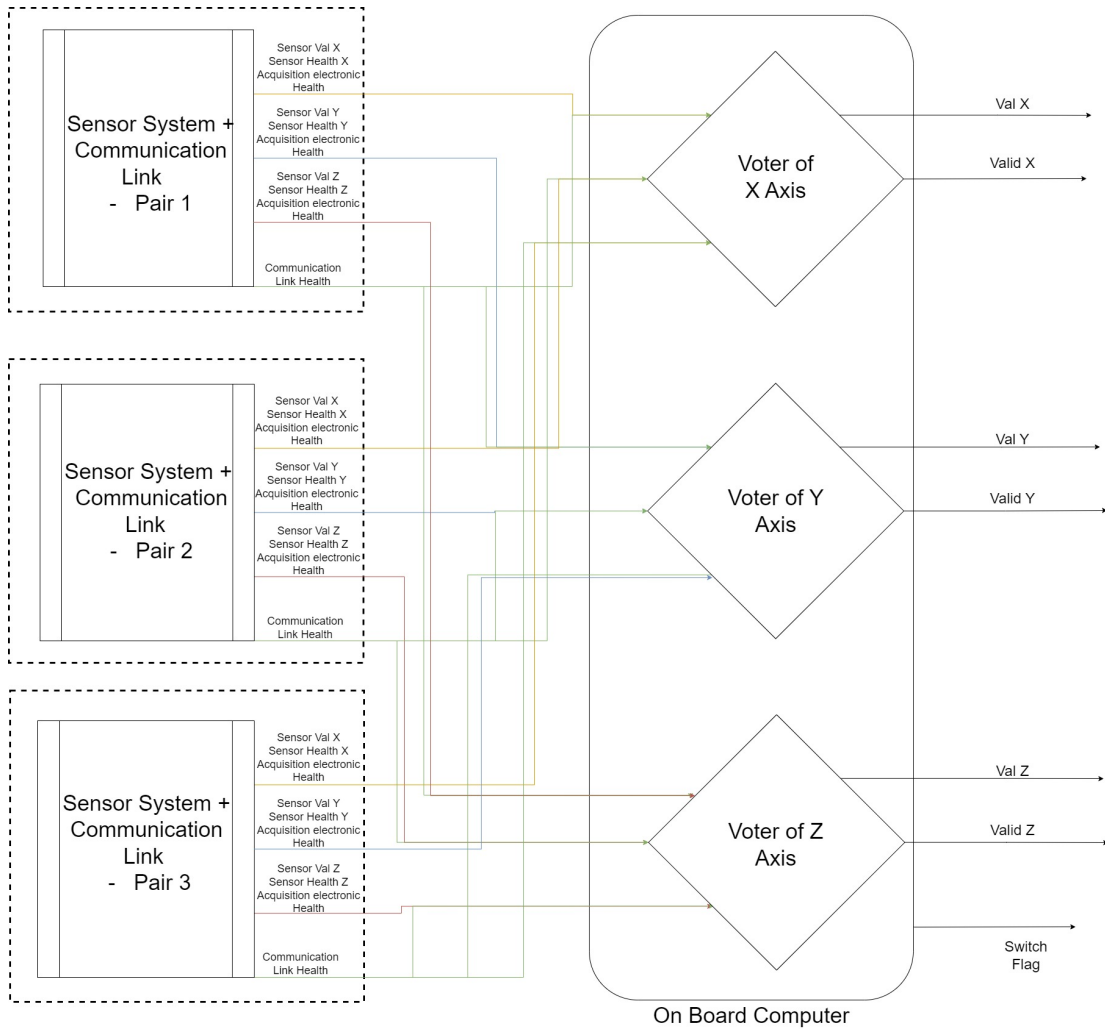 Sensor System +
Communication
Link
- Pair 1
Sensor Val X
Sensor Health X
Acquisition electronic
Health
Sensor Val Y
Sensor Health Y
Acquisition electronic
Health
Sensor Val Z
Sensor Health Z
Acquisition electronic
Health
Communication
Link Health
Voter of
X Axis
Val X
Valid X
Sensor System +
Communication
Link
- Pair 2
Sensor Val X
Sensor Health X
Acquisition electronic
Health
Sensor Val Y
Sensor Health Y
Acquisition electronic
Health
Sensor Val Z
Sensor Health Z
Acquisition electronic
Health
Communication
Link Health
Voter of Y
Axis
Val Y
Valid Y
Sensor System +
Communication
Link
- Pair 3
Sensor Val X
Sensor Health X
Acquisition electronic
Health
Sensor Val Y
Sensor Health Y
Acquisition electronic
Health
Sensor Val Z
Sensor Health Z
Acquisition electronic
Health
Communication
Link Health
Voter of Z
Axis
Val Z
Valid Z
Switch
Flag
On Board Computer